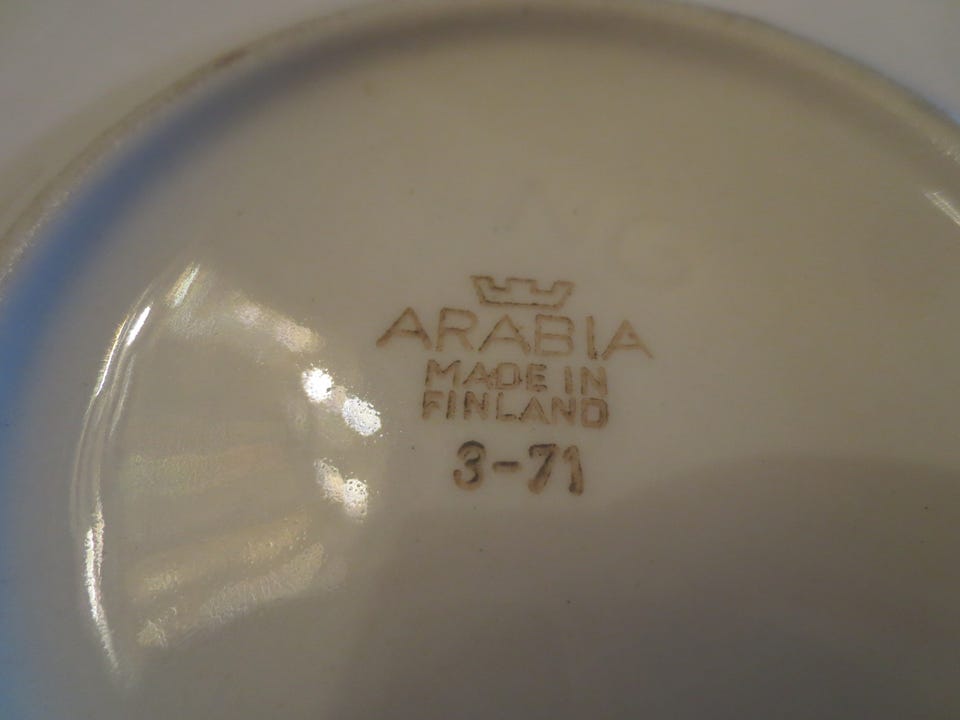 ARABIA
MADE IN
FINLAND
3-71